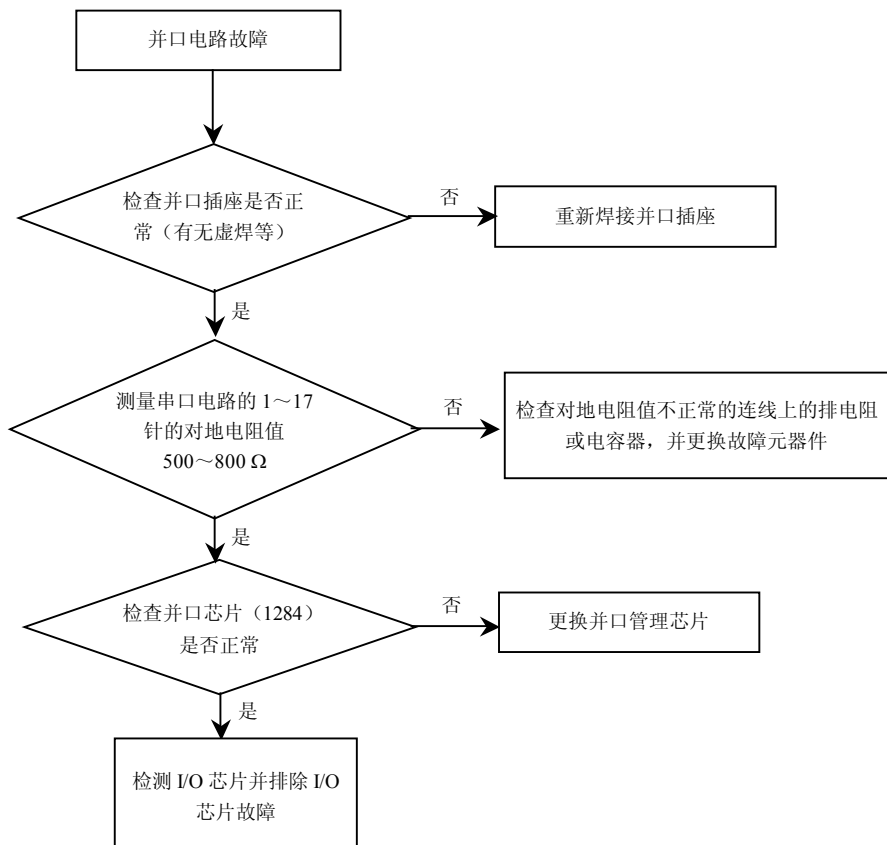 并口电路故障
检查并口插座是否正
常（有无虚焊等）
否
重新焊接并口插座
是
测量串口电路的 1～17
针的对地电阻值
500～800 Ω
否
检查对地电阻值不正常的连线上的排电阻
或电容器，并更换故障元器件
是
检查并口芯片（1284）
是否正常
否
更换并口管理芯片
是
检测 I/O 芯片并排除 I/O
芯片故障